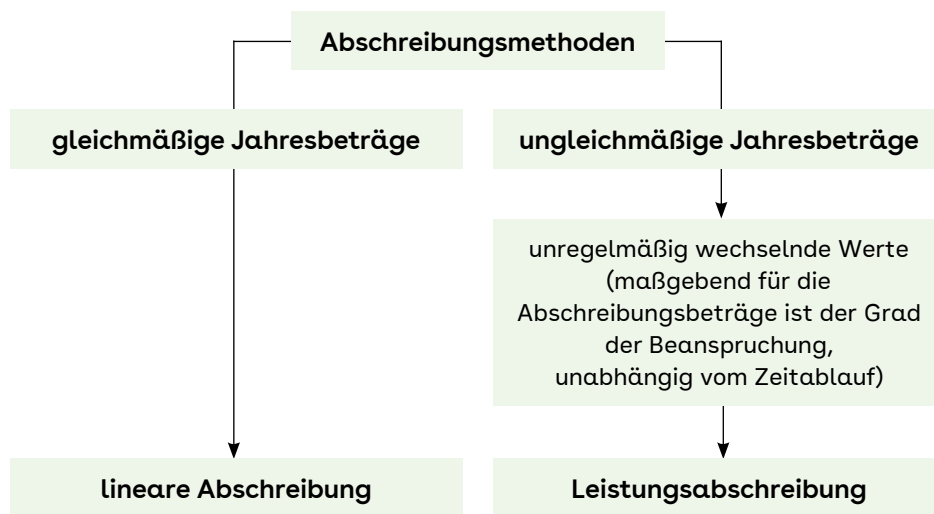 Abschreibungsmethoden
gleichmäßige Jahresbeträge
ungleichmäßige Jahresbeträge
unregelmäßig wechselnde Werte
(maßgebend für die
Abschreibungsbeträge ist der Grad
der Beanspruchung,
unabhängig vom Zeitablauf)
lineare Abschreibung
Leistungsabschreibung